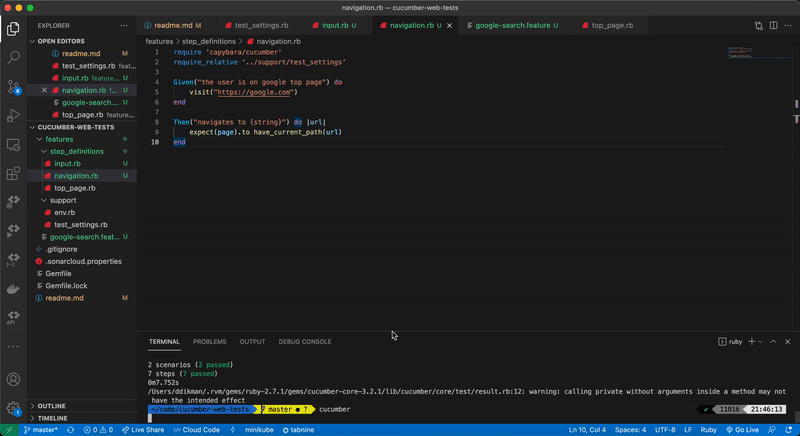 navigation.rb — cucumber-web-tests
EXPLORER
readme.md M
test_settings.rb
input.rb U
navigation.rb U
google-search.feature U
top_page.rb
features > step_definitions > navigation.rb
OPEN EDITORS
readme.md M
test_settings.rb feature...
input.rb feature... U
navigation.rb f... U
google-search.... U
top_page.rb feature...
CUCUMBER-WEB-TESTS
features
step_definitions
input.rb U
navigation.rb U
top_page.rb
support
env.rb
test_settings.rb
google-search.feat... U
.gitignore
.sonarcloud.properties
Gemfile
Gemfile.lock
readme.md M
OUTLINE
TIMELINE
API
1 require 'capybara/cucumber'
2 require_relative '../support/test_settings'
3
4 Given("the user is on google top page") do
5 visit("https://google.com")
6 end
7
8 Then("navigates to {string}") do |url|
9 expect(page).to have_current_path(url)
10 end
TERMINAL PROBLEMS OUTPUT DEBUG CONSOLE
ruby
2 scenarios (2 passed)
7 steps (7 passed)
0m7.752s
/Users/ddikman/.rvm/gems/ruby-2.7.1/gems/cucumber-core-3.2.1/lib/cucumber/core/test/result.rb:12: warning: calling private without arguments inside a method may not
have the intended effect
~/code/cucumber-web-tests master ● ? cucumber ✓ 11016 21:46:13
master* 0 0 Live Share Cloud Code minikube tabnine Ln 10, Col 4 Spaces: 4 UTF-8 LF Ruby Go Live